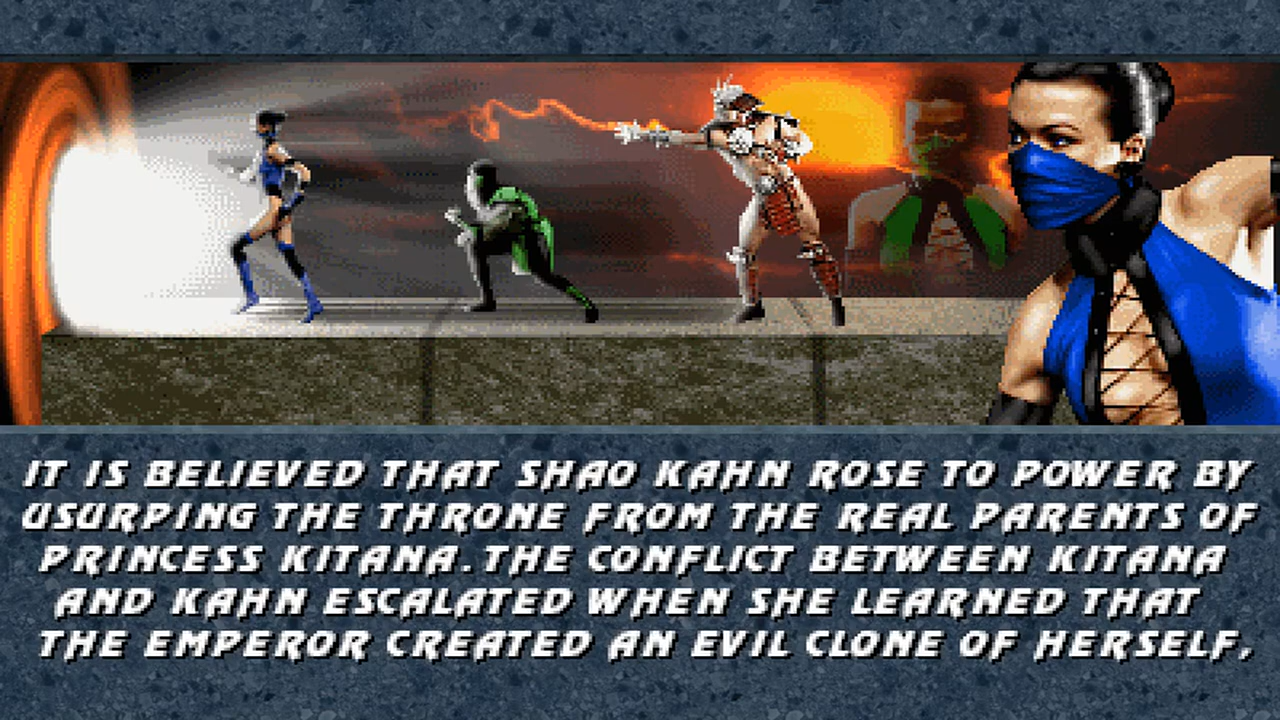 IT IS BELIEVED THAT SHAO KAHN ROSE TO POWER BY
USURPING THE THRONE FROM THE REAL PARENTS OF
PRINCESS KITANA. THE CONFLICT BETWEEN KITANA
AND KAHN ESCALATED WHEN SHE LEARNED THAT
THE EMPEROR CREATED AN EVIL CLONE OF HERSELF,